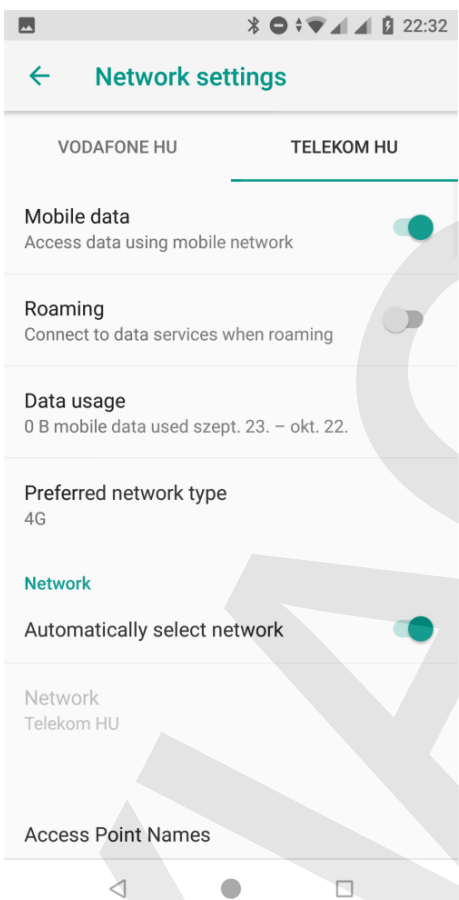 22:32
Network settings
VODAFONE HU
TELEKOM HU
Mobile data
Access data using mobile network
Roaming
Connect to data services when roaming
Data usage
0 B mobile data used szept. 23. – okt. 22.
Preferred network type
4G
Network
Automatically select network
Network
Telekom HU
Access Point Names